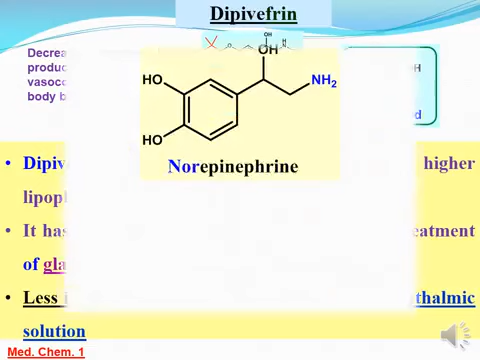 Dipivefrin
OH
H
Decrea
produc
vasoco
body b
OH
HO
NH2
HO
H
d
Norepinephrine
Dipiv higher
lipop
It has eatment
of gla
Less i thalmic
solution
Med. Chem. 1